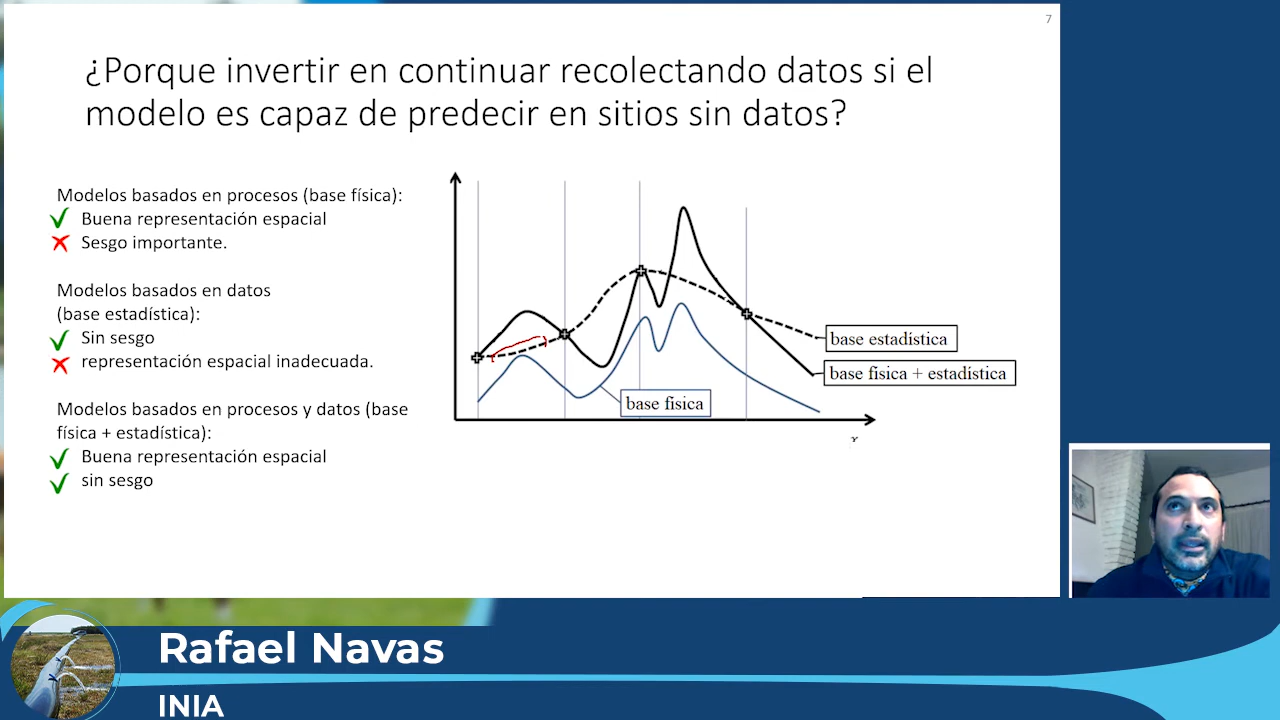 7
¿Porque invertir en continuar recolectando datos si el
modelo es capaz de predecir en sitios sin datos?
Modelos basados en procesos (base física):
Buena representación espacial
Sesgo importante.
Modelos basados en datos
(base estadística):
Sin sesgo
representación espacial inadecuada.
Modelos basados en procesos y datos (base
física + estadística):
Buena representación espacial
sin sesgo
base estadística
base física + estadística
base física
x
Rafael Navas
INIA